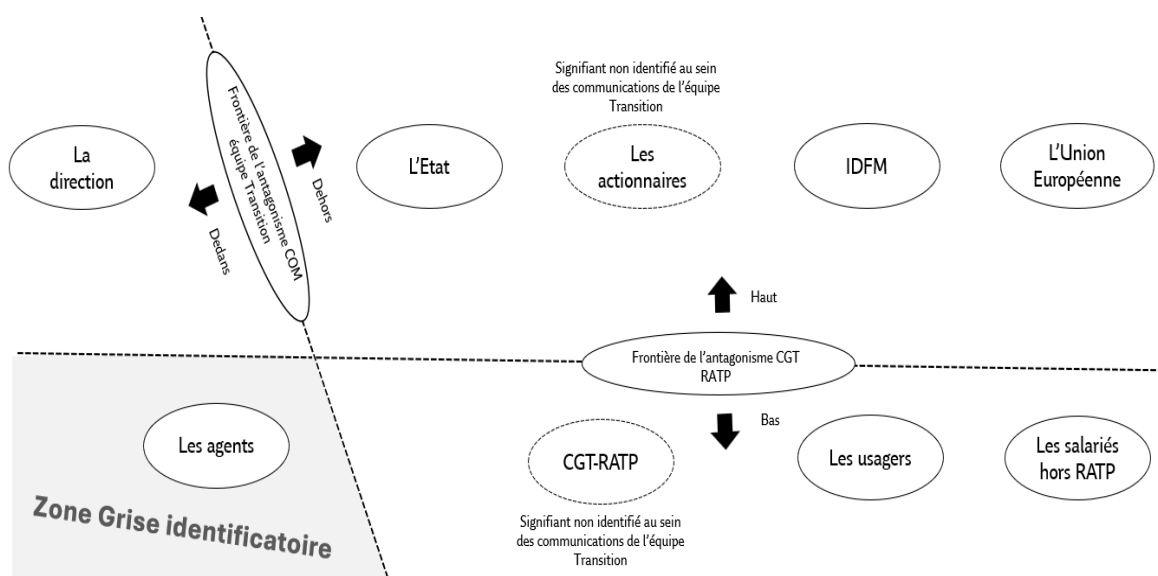 Signifiant non identifié au sein
des communications de l'équipe
Transition
La
direction
Frontière de l'antagonisme COM
équipe Transition
Dehors
Dedans
L'Etat
Les
actionnaires
IDFM
L'Union
Européenne
Haut
Frontière de l'antagonisme CGT
RATP
Bas
Les agents
CGT-RATP
Les usagers
Les salariés
hors RATP
Zone Grise identificatoire
Signifiant non identifié au sein
des communications de l'équipe
Transition